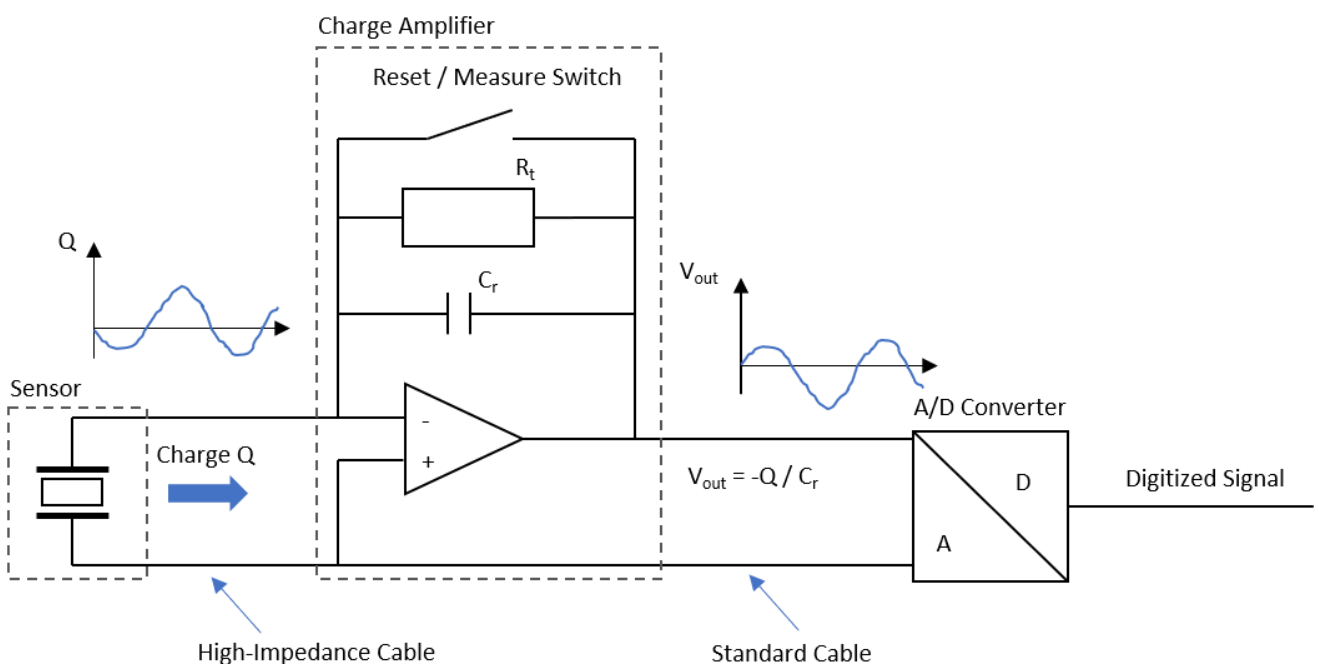 Charge Amplifier
Reset / Measure Switch
Rt
Q
Cr
Vout
Sensor
A/D Converter
-
Charge Q
+
Vout = -Q / Cr
D
Digitized Signal
A
High-Impedance Cable
Standard Cable